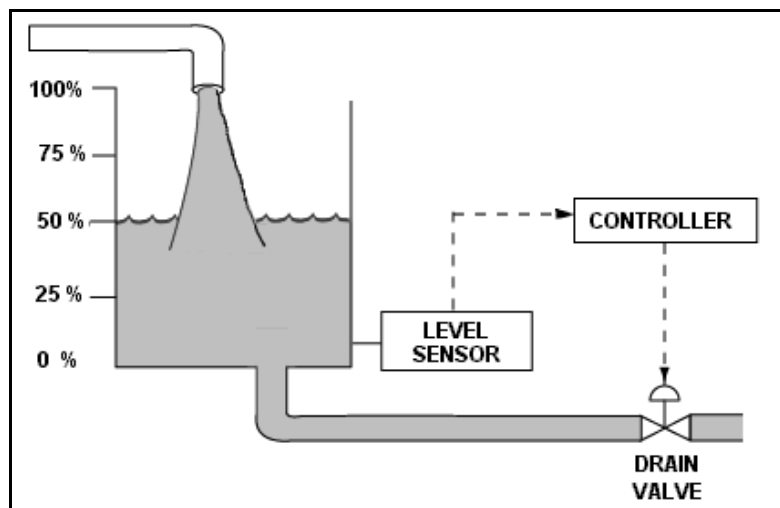 100%
75 %
50 %
25 %
0 %
CONTROLLER
LEVEL
SENSOR
DRAIN
VALVE